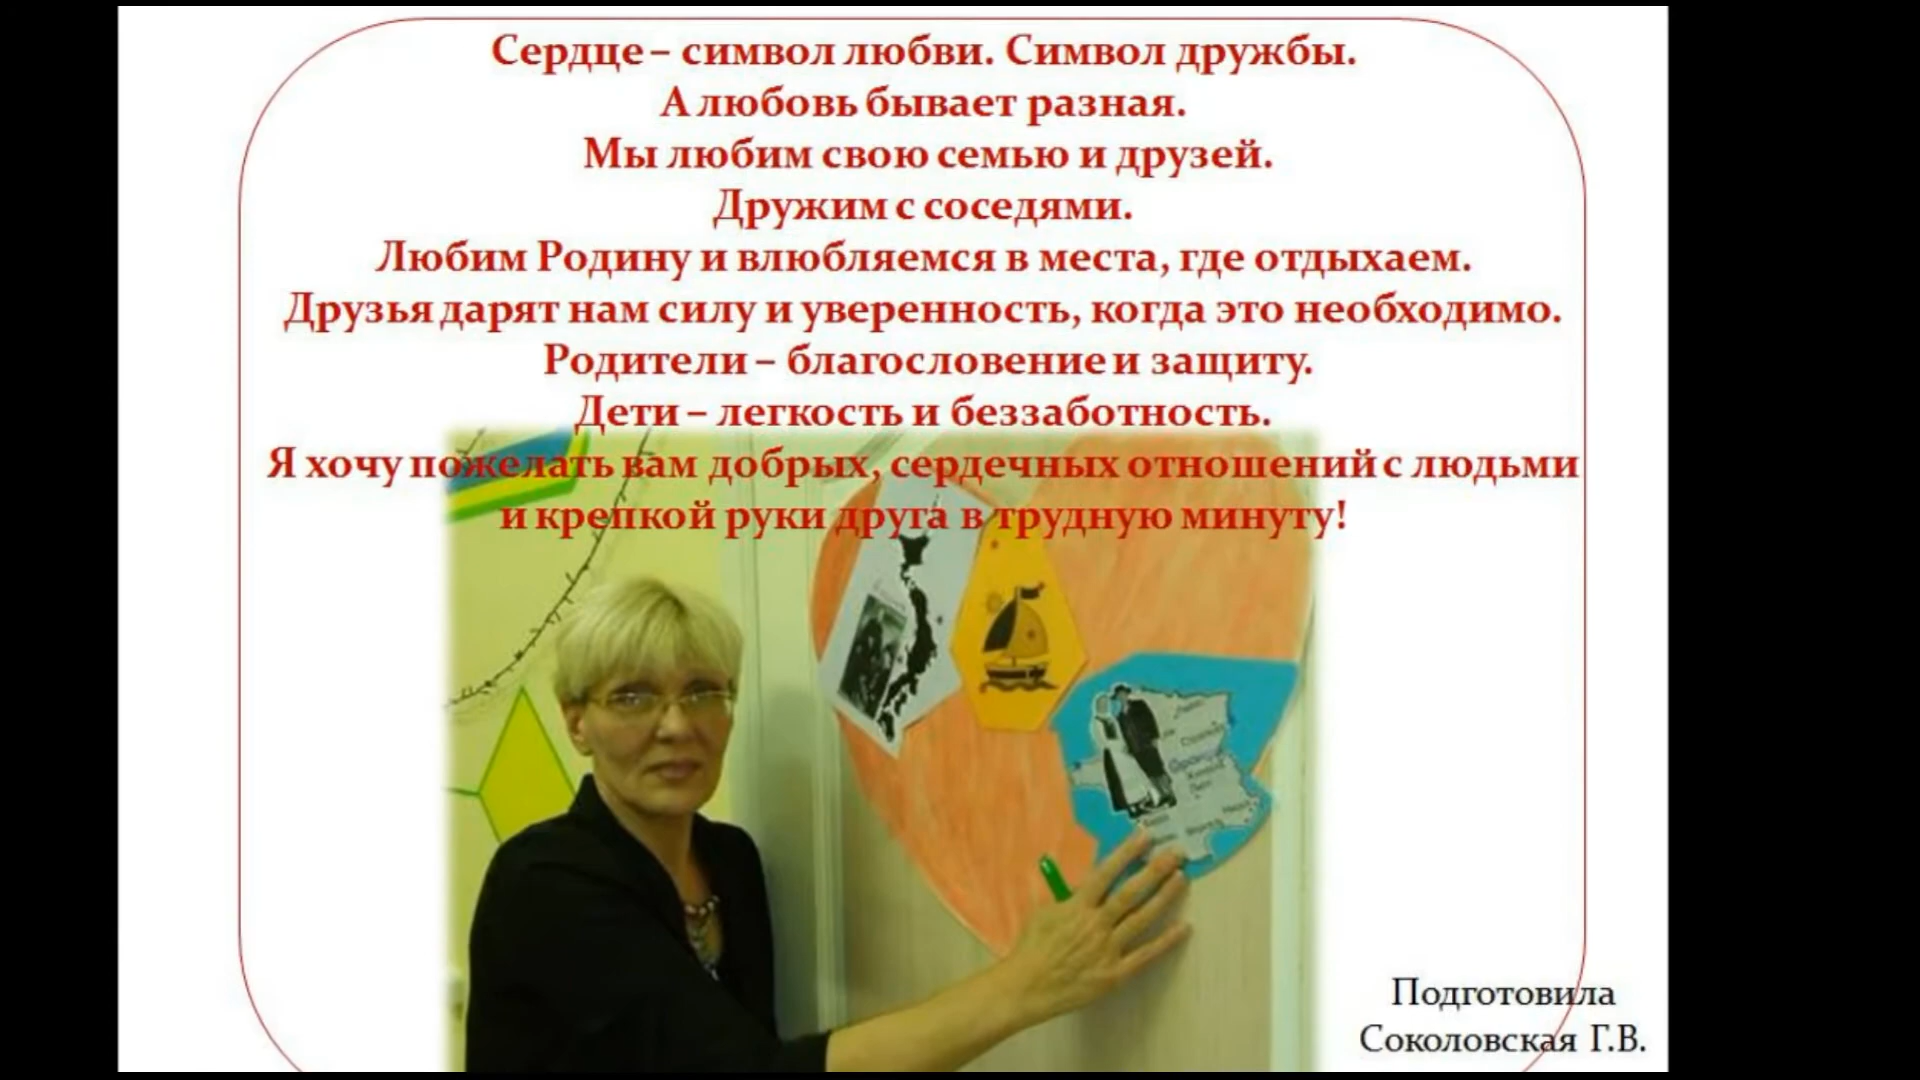 Сердце – символ любви. Символ дружбы.
А любовь бывает разная.
Мы любим свою семью и друзей.
Дружим с соседями.
Любим Родину и влюбляемся в места, где отдыхаем.
Друзья дарят нам силу и уверенность, когда это необходимо.
Родители – благословение и защиту.
Дети – легкость и беззаботность.
Я хочу пожелать вам добрых, сердечных отношений с людьми
и крепкой руки друга в трудную минуту!
Подготовила
Соколовская Г.В.